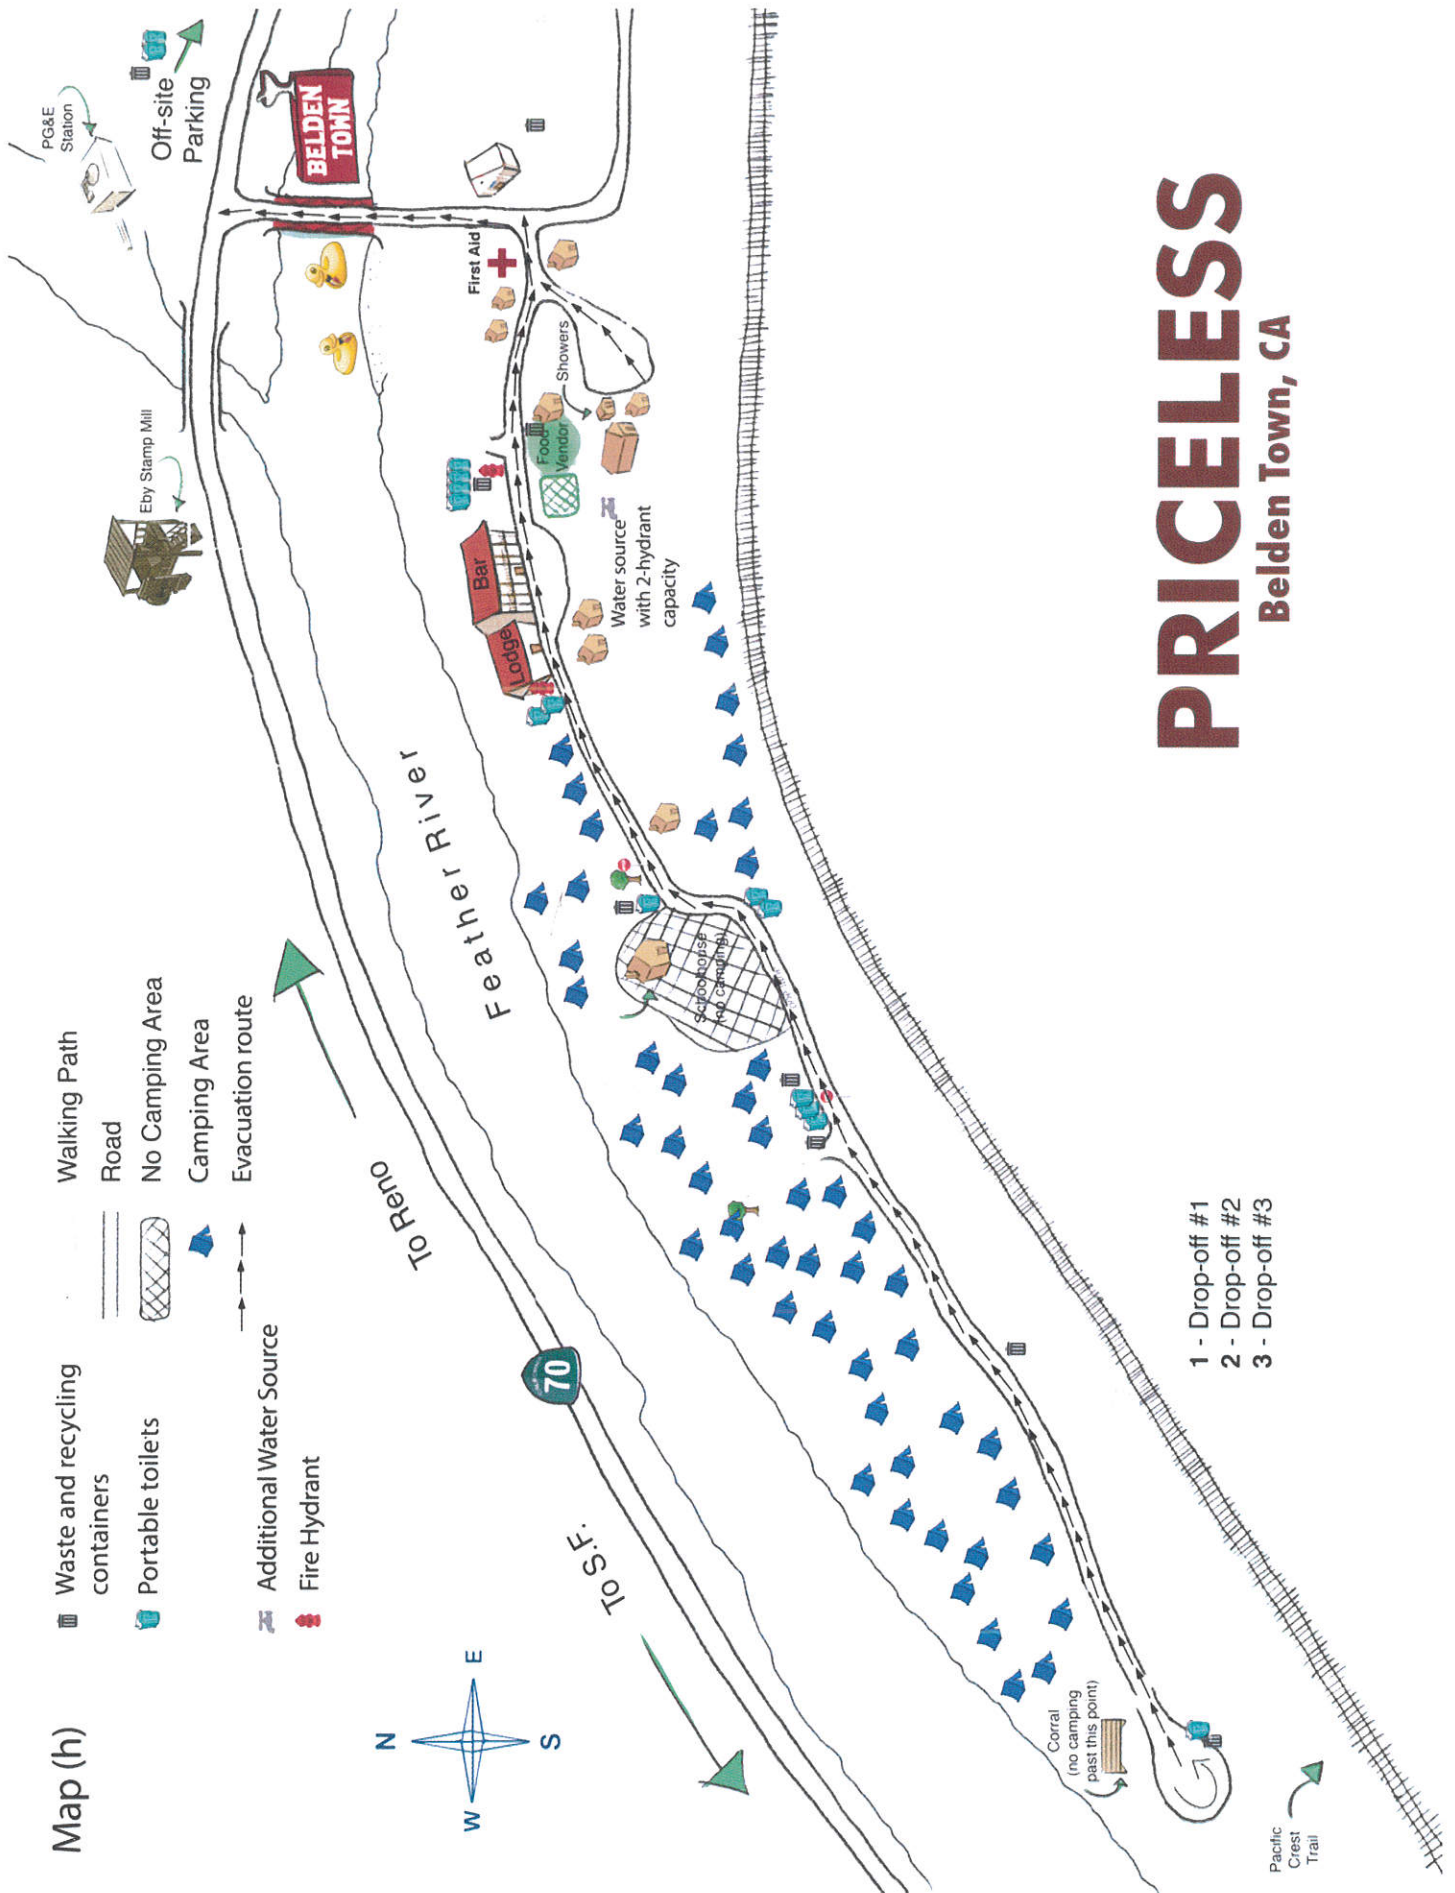 Map (h)
Waste and recycling
containers
Portable toilets
Additional Water Source
Fire Hydrant
Walking Path
Road
No Camping Area
Camping Area
Evacuation route
N
W
E
S
To S.F.
70
To Reno
Feather River
Eby Stamp Mill
PG&E
Station
Off-site
Parking
BELDEN
TOWN
First Aid
Showers
Food
Vendor
Bar
Lodge
Water source
with 2-hydrant
capacity
Schoolhouse
(no camping)
Corral
(no camping
past this point)
Pacific
Crest
Trail
1 - Drop-off #1
2 - Drop-off #2
3 - Drop-off #3
PRICELESS
Belden Town, CA